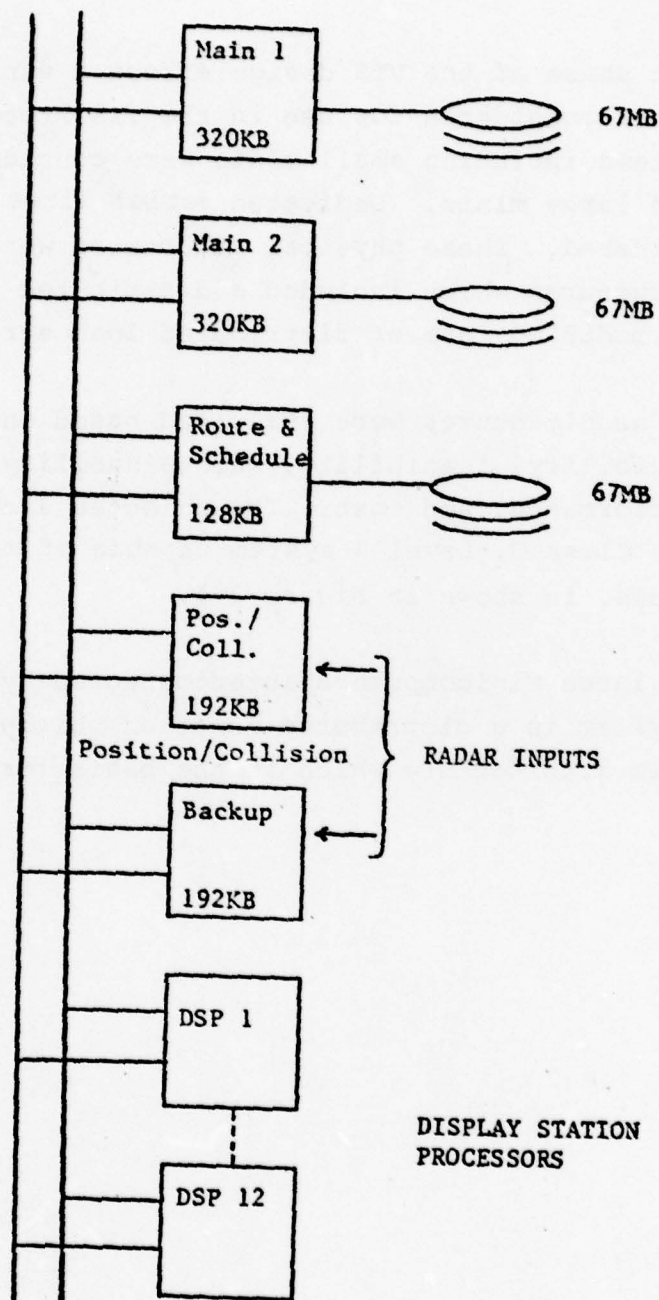 Main 1
320KB
67MB
Main 2
320KB
67MB
Route &
Schedule
128KB
67MB
Pos./
Coll.
192KB
Position/Collision
RADAR INPUTS
Backup
192KB
DSP 1
DISPLAY STATION
PROCESSORS
DSP 12